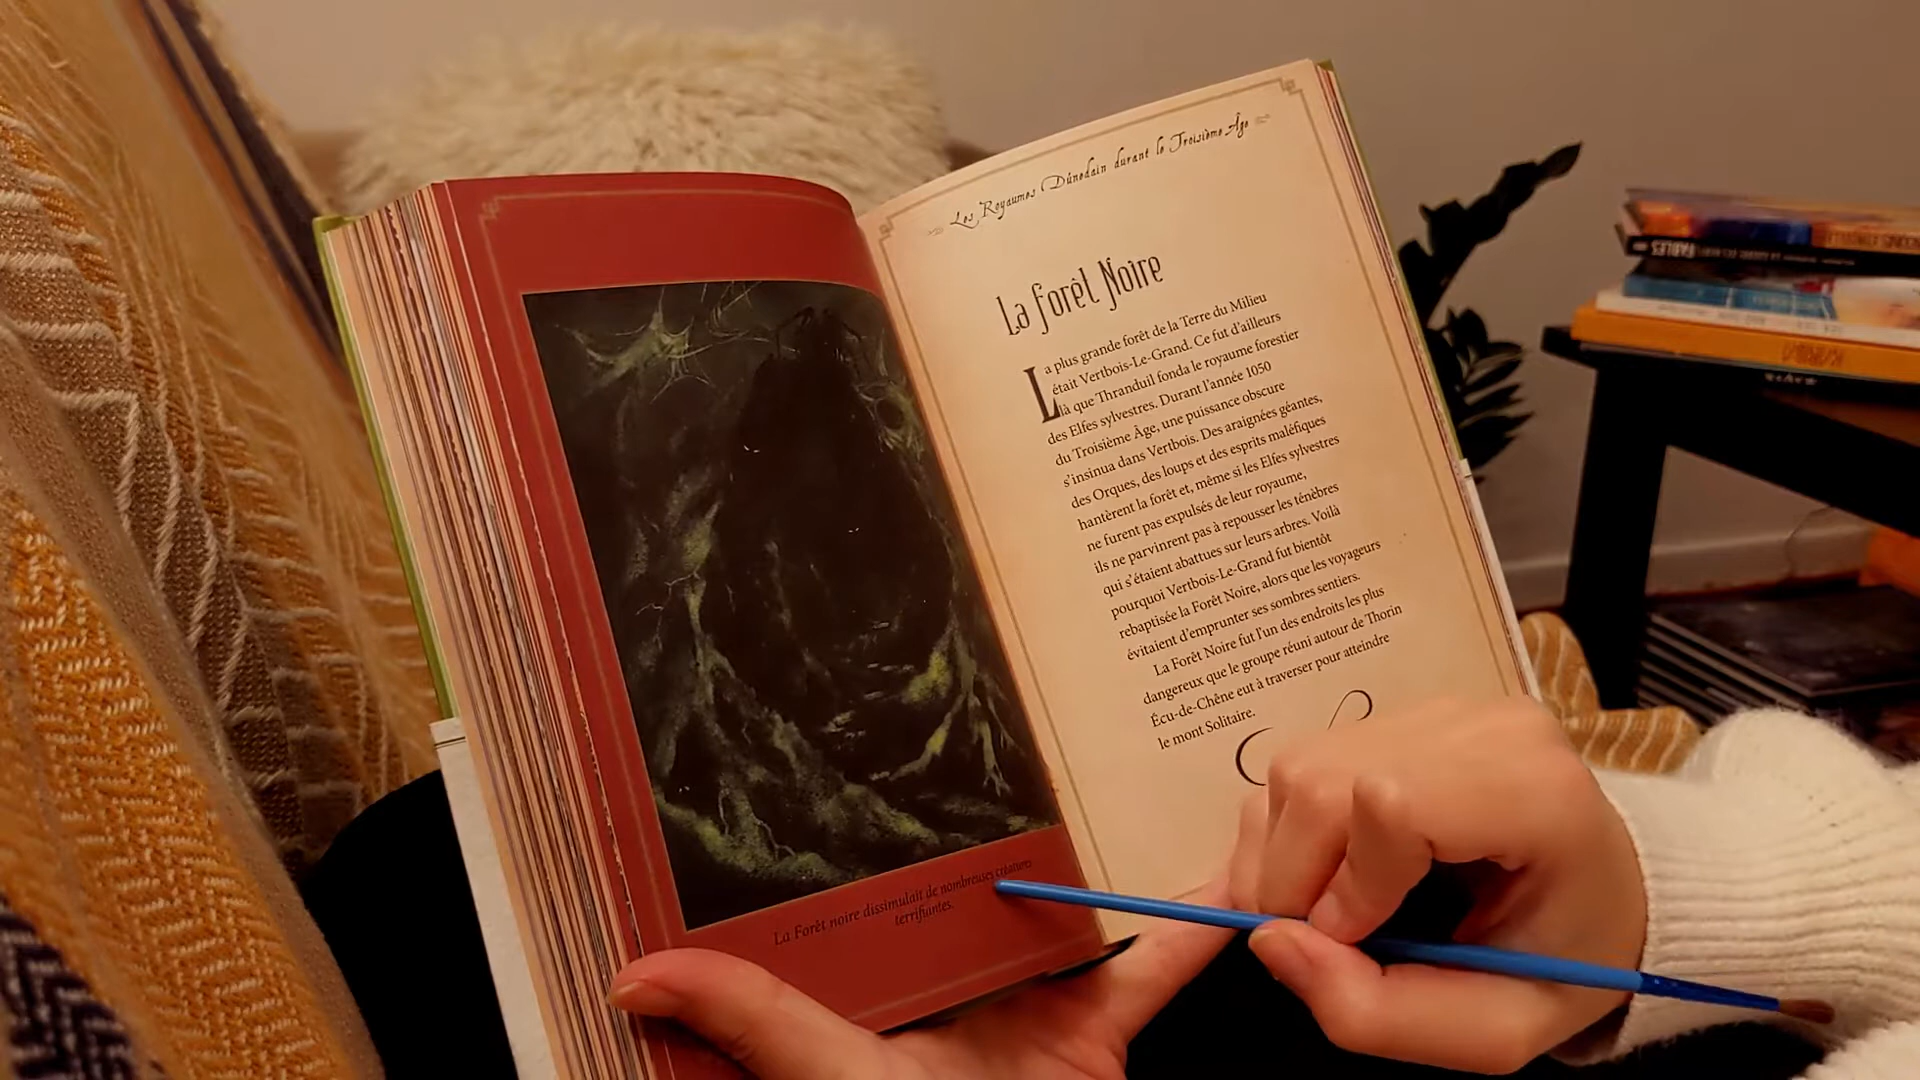 Les Royaumes Dúnedain durant le Troisième Âge
La forêt Noire
La plus grande forêt de la Terre du Milieu
était Vertbois-Le-Grand. Ce fut d'ailleurs
là que Thranduil fonda le royaume forestier
des Elfes sylvestres. Durant l'année 1050
du Troisième Âge, une puissance obscure
s'insinua dans Vertbois. Des araignées géantes,
des Orques, des loups et des esprits maléfiques
hantèrent la forêt et, même si les Elfes sylvestres
ne furent pas expulsés de leur royaume,
ils ne parvinrent pas à repousser les ténèbres
qui s'étaient abattues sur leurs arbres. Voilà
pourquoi Vertbois-Le-Grand fut bientôt
rebaptisée la Forêt Noire, alors que les voyageurs
évitaient d'emprunter ses sombres sentiers.
La Forêt Noire fut l'un des endroits les plus
dangereux que le groupe réuni autour de Thorin
Écu-de-Chêne eut à traverser pour atteindre
le mont Solitaire.
La Forêt noire dissimulait de nombreuses créatures
terrifiantes.
FABLES